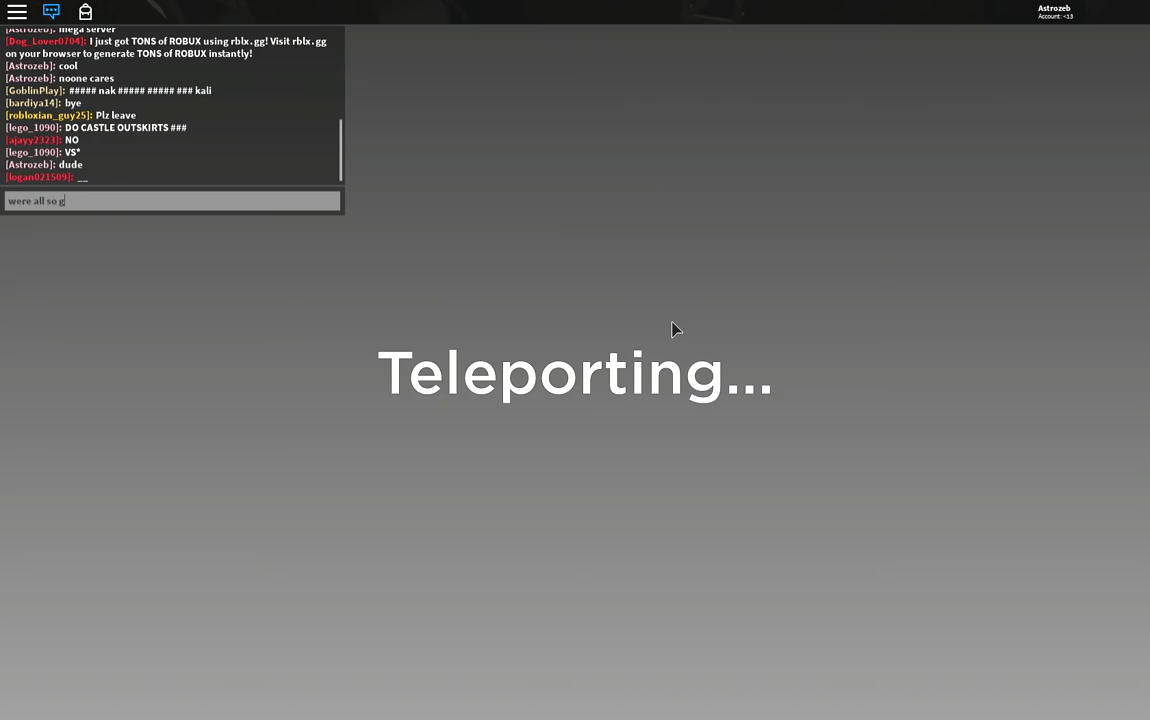 Astrozeb
Account: <13
[Astrozeb]: mega server
[Dog_Lover0704]: I just got TONS of ROBUX using rblx.gg! Visit rblx.gg
on your browser to generate TONS of ROBUX instantly!
[Astrozeb]: cool
[Astrozeb]: noone cares
[GoblinPlay]: ##### nak ##### ##### ### kali
[bardiya14]: bye
[robloxian_guy25]: Plz leave
[lego_1090]: DO CASTLE OUTSKIRTS ###
[ajayy2323]: NO
[lego_1090]: VS*
[Astrozeb]: dude
[logan021509]: __
were all so g
Teleporting...